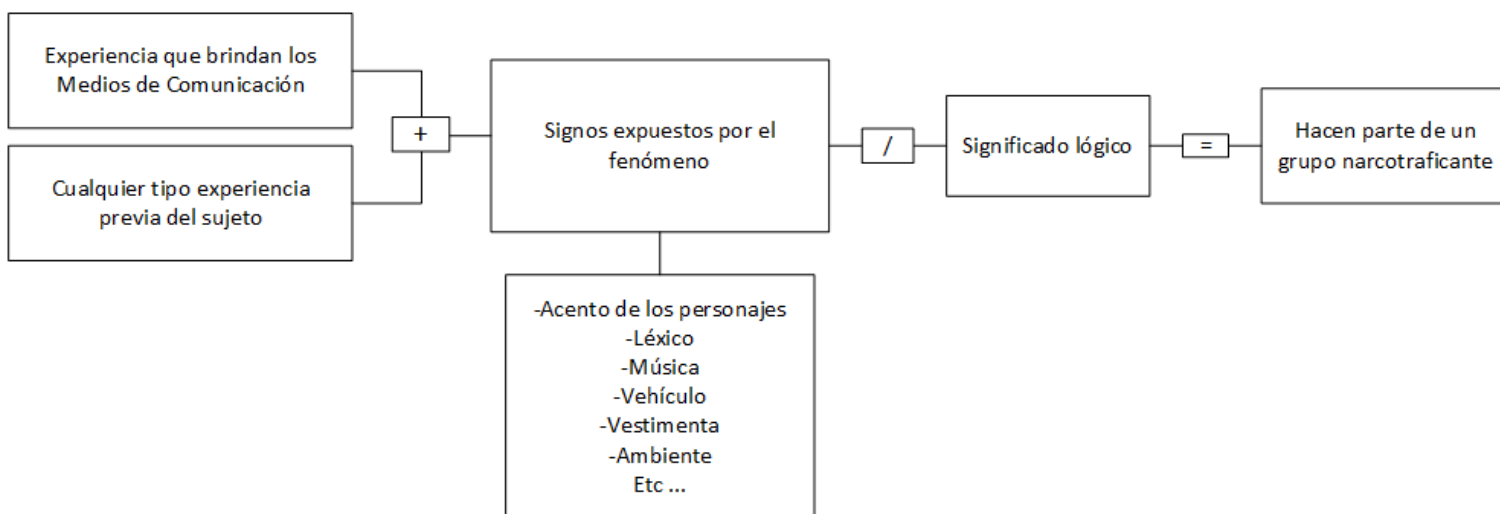 Experiencia que brindan los
Medios de Comunicación
Cualquier tipo experiencia
previa del sujeto
+
Signos expuestos por el
fenómeno
-Acento de los personajes
-Léxico
-Música
-Vehículo
-Vestimenta
-Ambiente
Etc ...
/
Significado lógico
=
Hacen parte de un
grupo narcotraficante